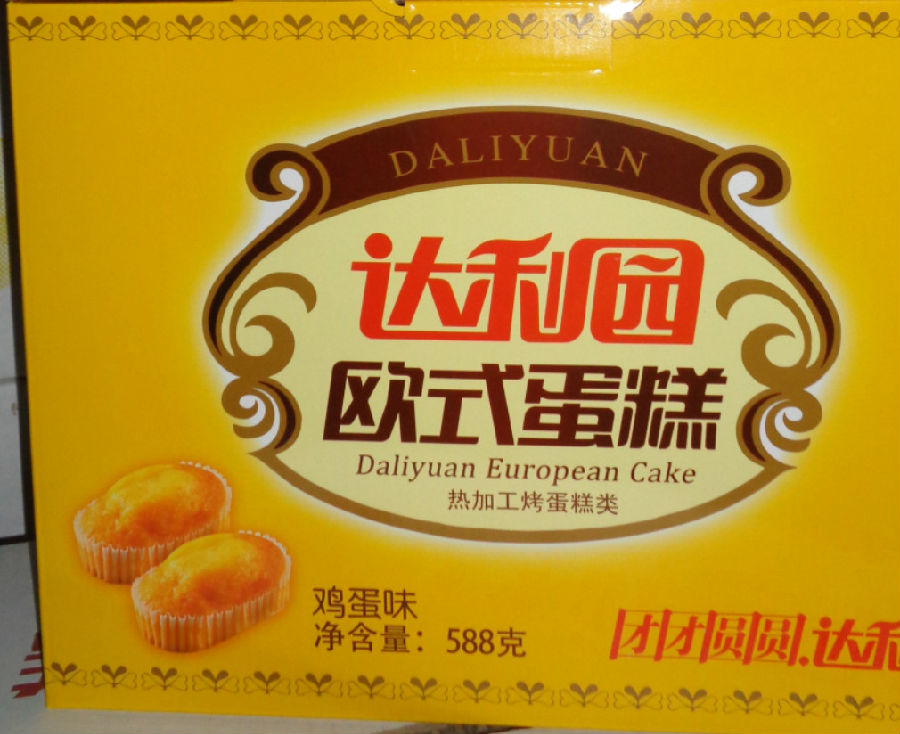 DALIYUAN
达利园
欧式蛋糕
Daliyuan European Cake
热加工烤蛋糕类
鸡蛋味
净含量：588克
团团圆圆.达利